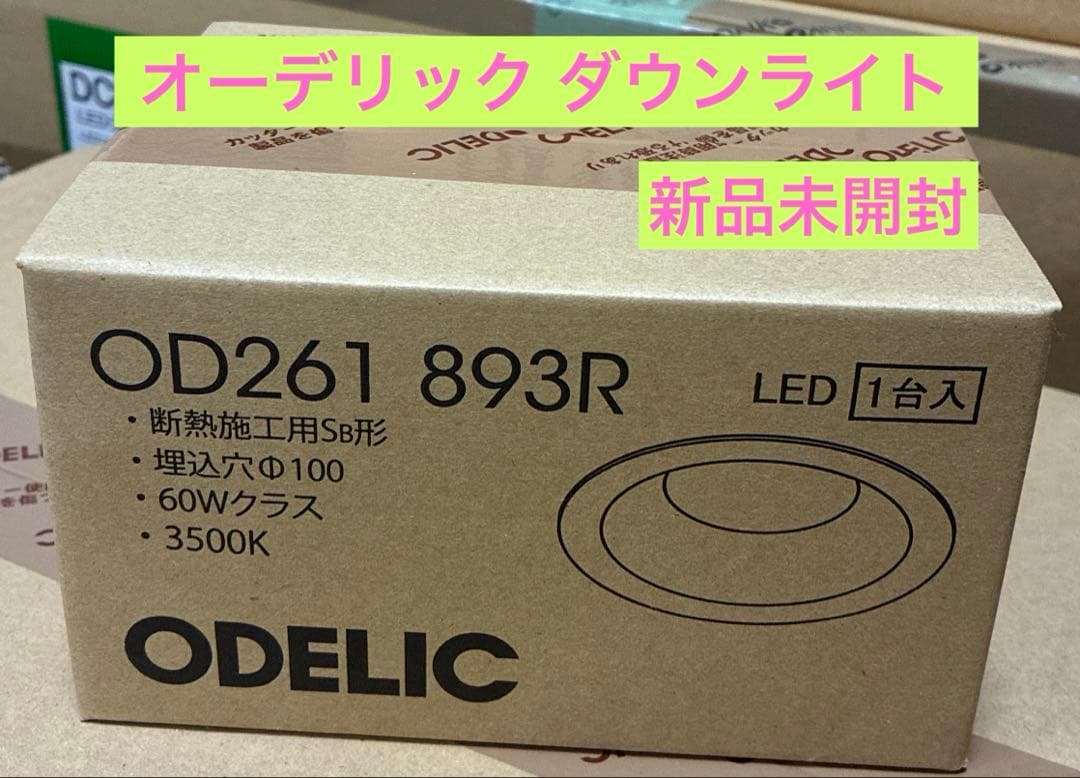 オーデリック ダウンライト
新品未開封
DC
ODELIC
OD261 893R
LED 1台入
・断熱施工用SB形
・埋込穴Φ100
・60Wクラス
・3500K
ODELIC